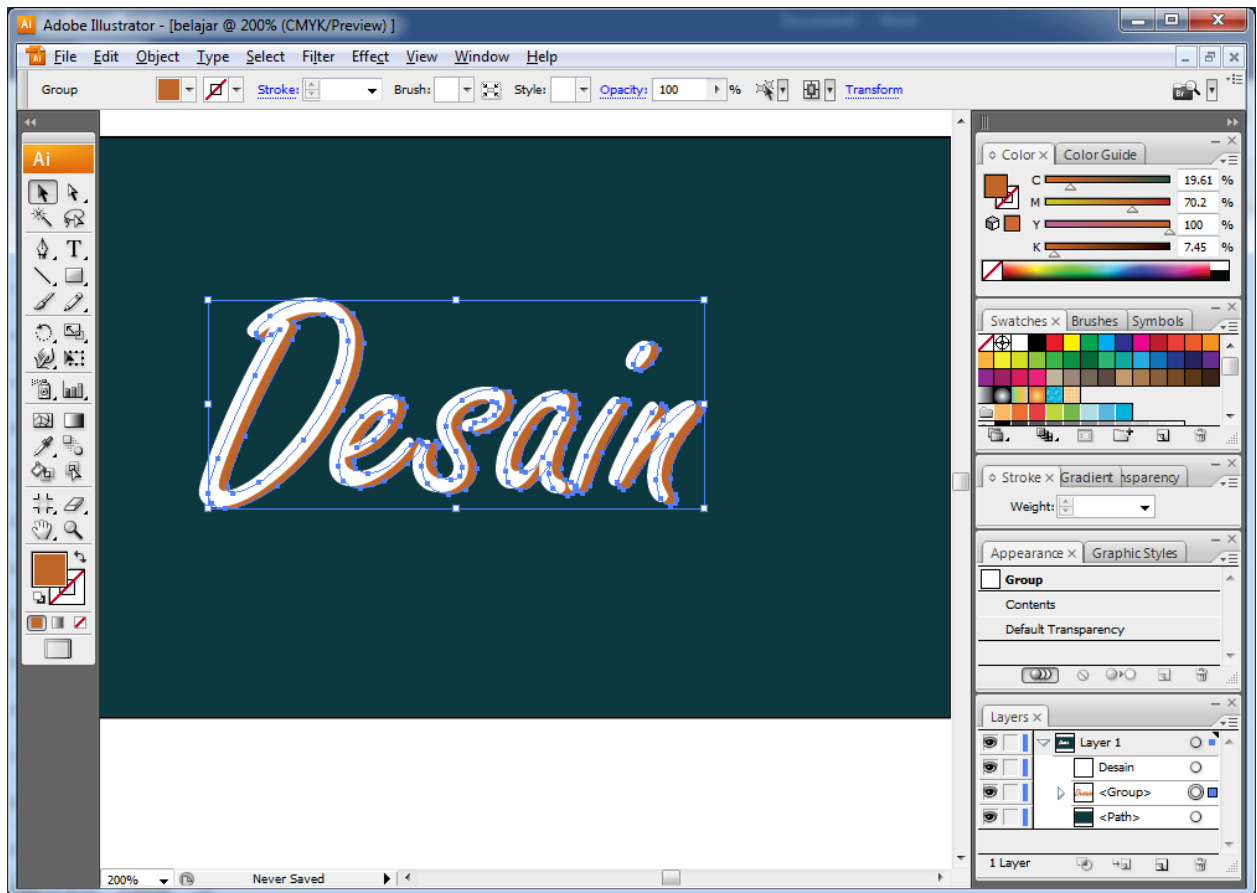 Adobe Illustrator - [belajar @ 200% (CMYK/Preview) ]
File Edit Object Type Select Filter Effect View Window Help
Group Stroke: Brush: Style: Opacity: 100 % Transform
Ai
Color Color Guide
C 19.61 %
M 70.2 %
Y 100 %
K 7.45 %
Swatches Brushes Symbols
Stroke Gradient nsparency
Weight:
Appearance Graphic Styles
Group
Contents
Default Transparency
Layers
Layer 1
Desain
<Group>
<Path>
1 Layer
Desain
200% Never Saved